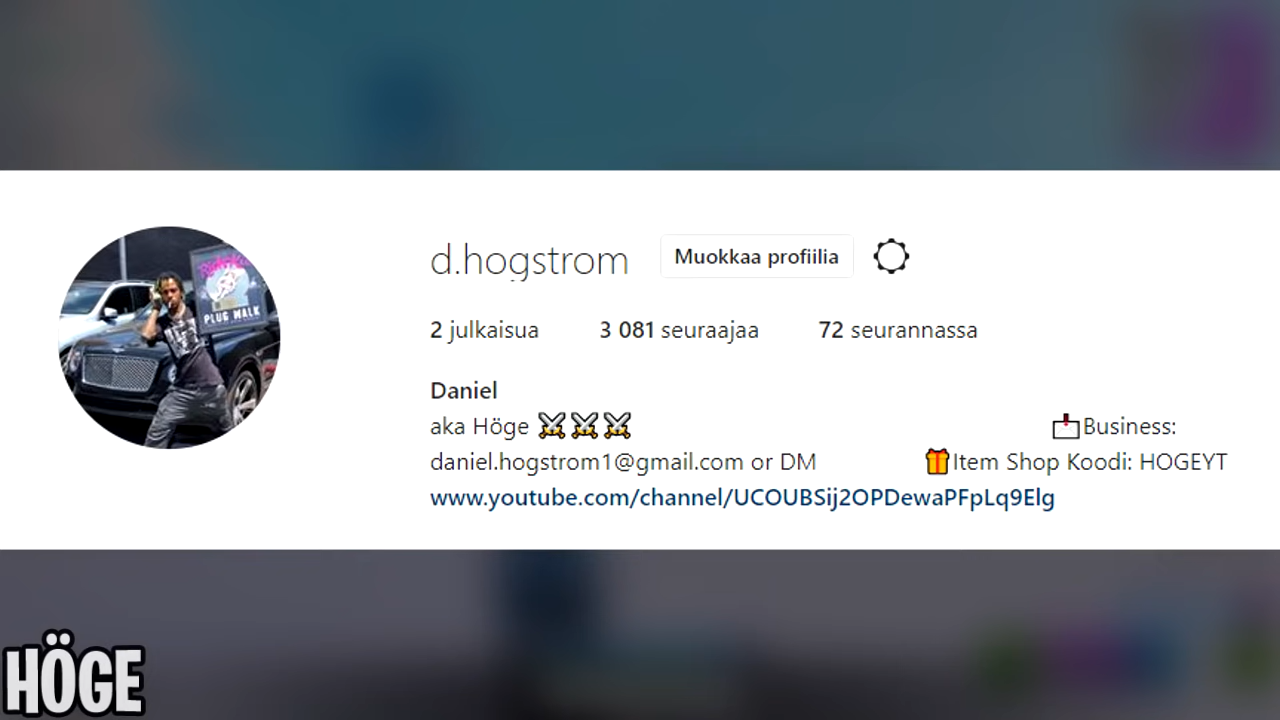 d.hogstrom Muokkaa profiilia
2 julkaisua 3 081 seuraajaa 72 seurannassa
Daniel
aka Höge ⚔️⚔️⚔️ 📩Business:
daniel.hogstrom1@gmail.com or DM 🎁Item Shop Koodi: HOGEYT
www.youtube.com/channel/UCOUBSij2OPDewaPFpLq9Elg
PLUG WALK
HÖGE